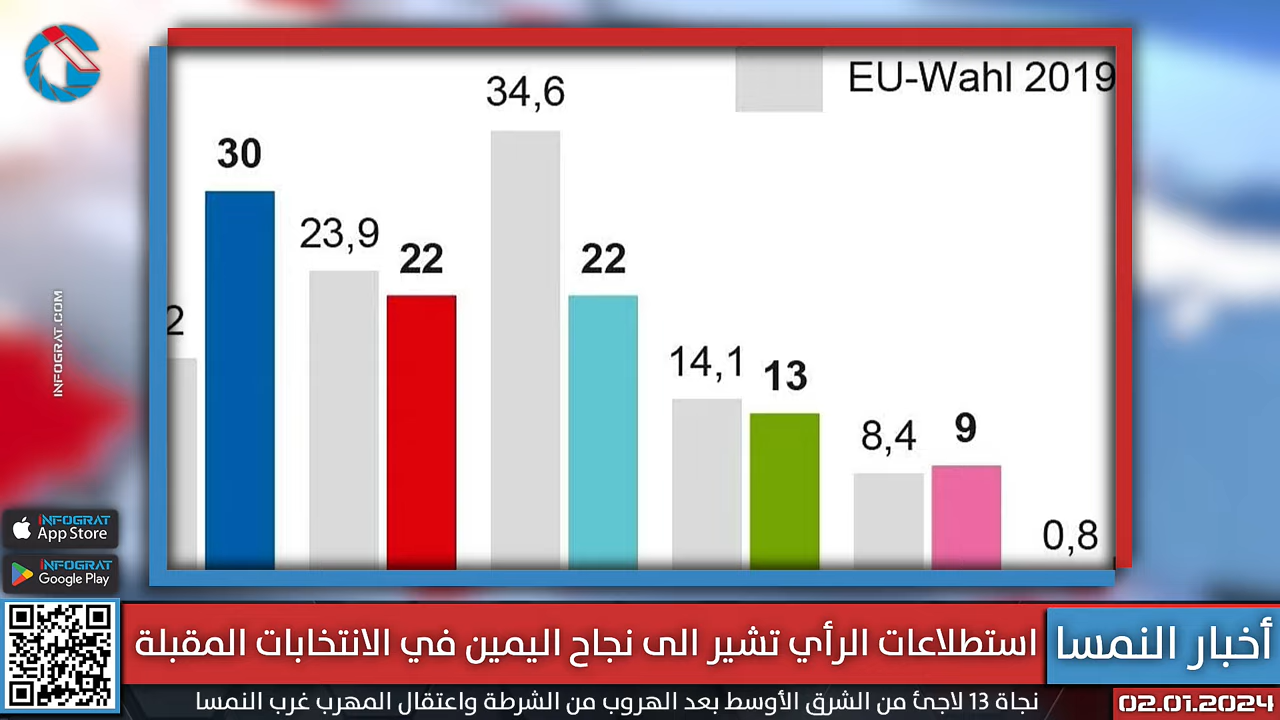 EU-Wahl 2019
34,6
30
23,9
22
22
2
14,1
13
8,4
9
0,8
INFOGRAT.COM
INFOGRAT
App Store
INFOGRAT
Google Play
أخبار النمسا
استطلاعات الرأي تشير الى نجاح اليمين في الانتخابات المقبلة
نجاة 13 لاجئ من الشرق الأوسط بعد الهروب من الشرطة واعتقال المهرب غرب النمسا
02.01.2024